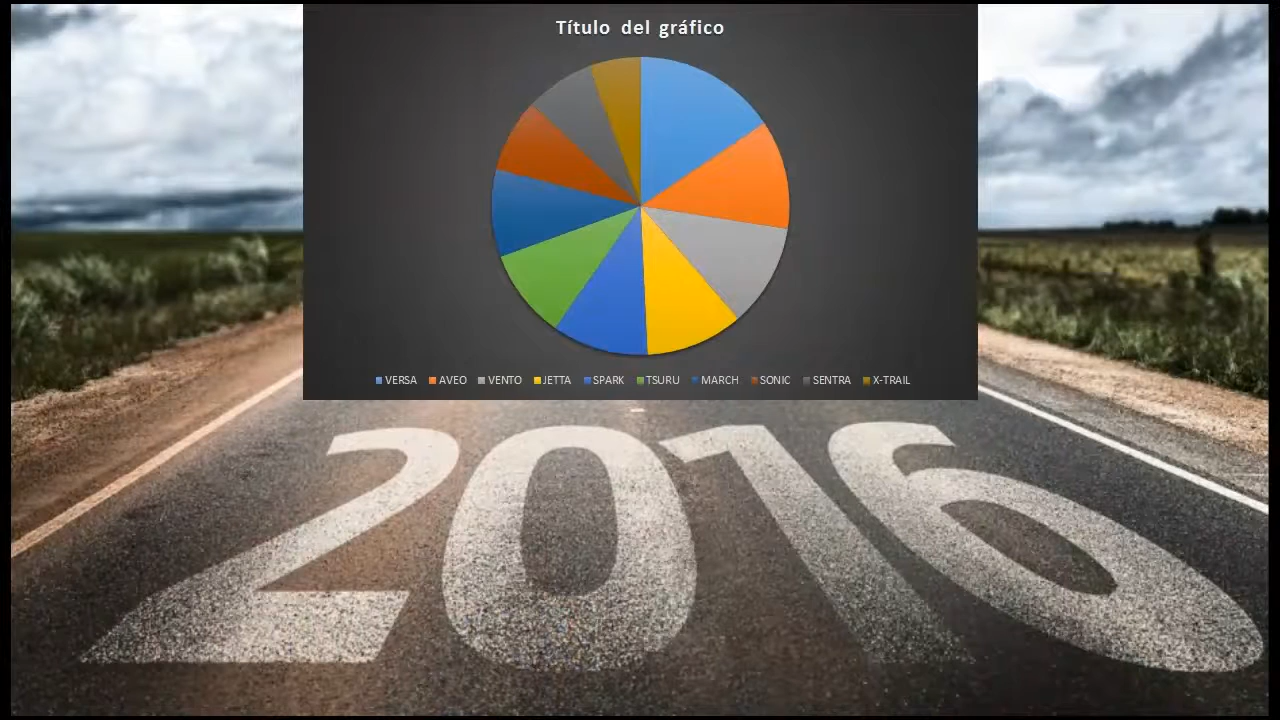 Título del gráfico
VERSA AVEO VENTO JETTA SPARK TSURU MARCH SONIC SENTRA X-TRAIL
2016